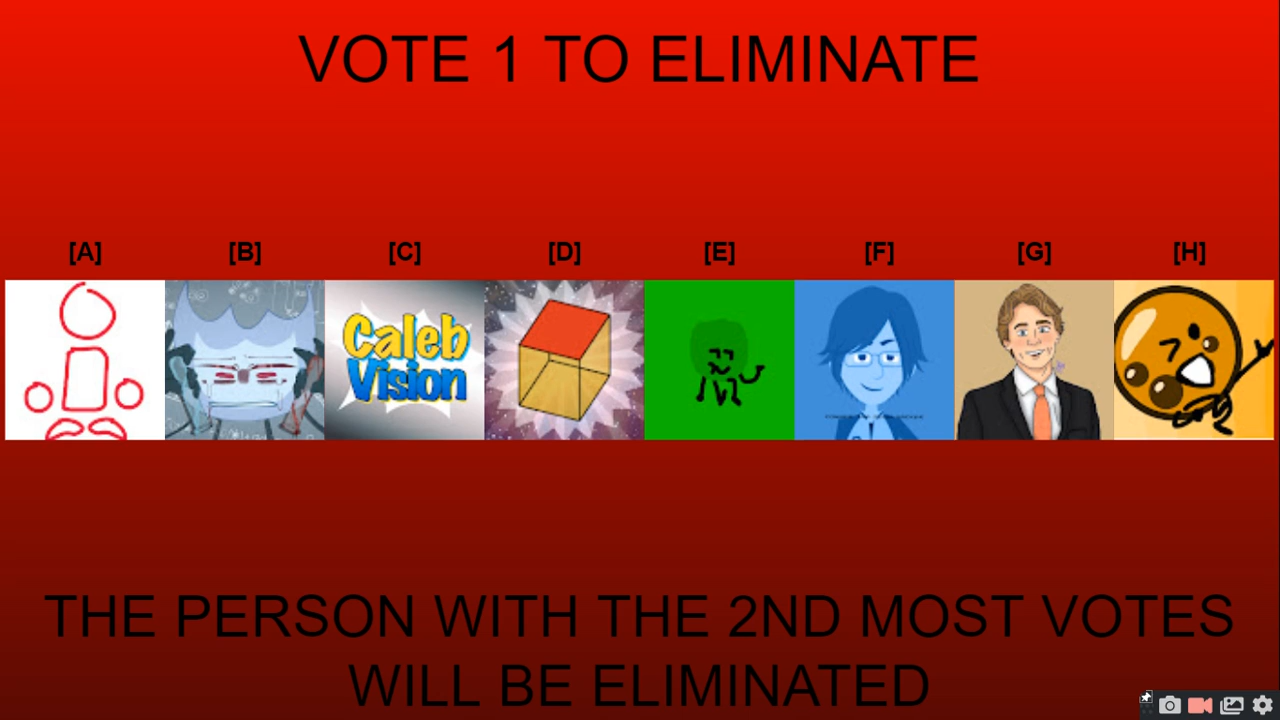 VOTE 1 TO ELIMINATE
[A] [B] [C] [D] [E] [F] [G] [H]
Caleb
Vision
THE PERSON WITH THE 2ND MOST VOTES
WILL BE ELIMINATED